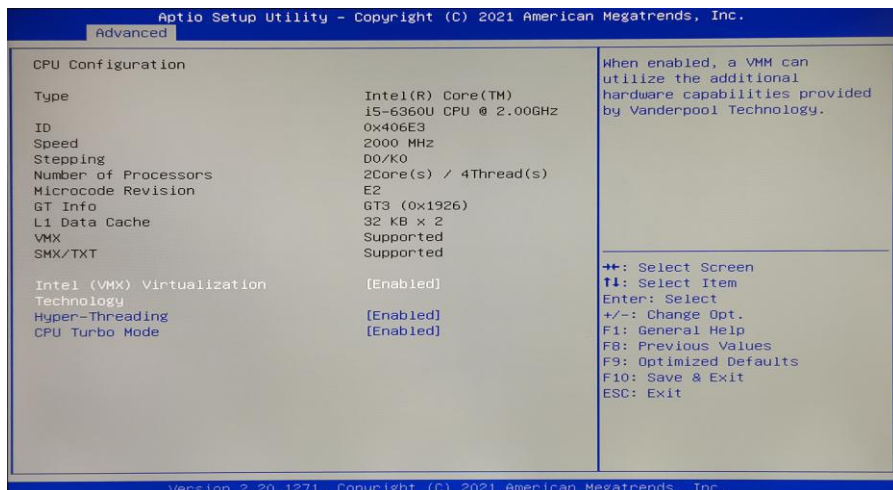 Aptio Setup Utility – Copyright (C) 2021 American Megatrends, Inc.
Advanced
CPU Configuration
Type Intel(R) Core(TM)
i5-6360U CPU @ 2.00GHz
ID 0x406E3
Speed 2000 MHz
Stepping D0/K0
Number of Processors 2Core(s) / 4Thread(s)
Microcode Revision E2
GT Info GT3 (0x1926)
L1 Data Cache 32 KB x 2
VMX Supported
SMX/TXT Supported
Intel (VMX) Virtualization [Enabled]
Technology
Hyper-Threading [Enabled]
CPU Turbo Mode [Enabled]
When enabled, a VMM can
utilize the additional
hardware capabilities provided
by Vanderpool Technology.
→←: Select Screen
↑↓: Select Item
Enter: Select
+/-: Change Opt.
F1: General Help
F8: Previous Values
F9: Optimized Defaults
F10: Save & Exit
ESC: Exit
Version 2.20.1271. Copyright (C) 2021 American Megatrends, Inc.